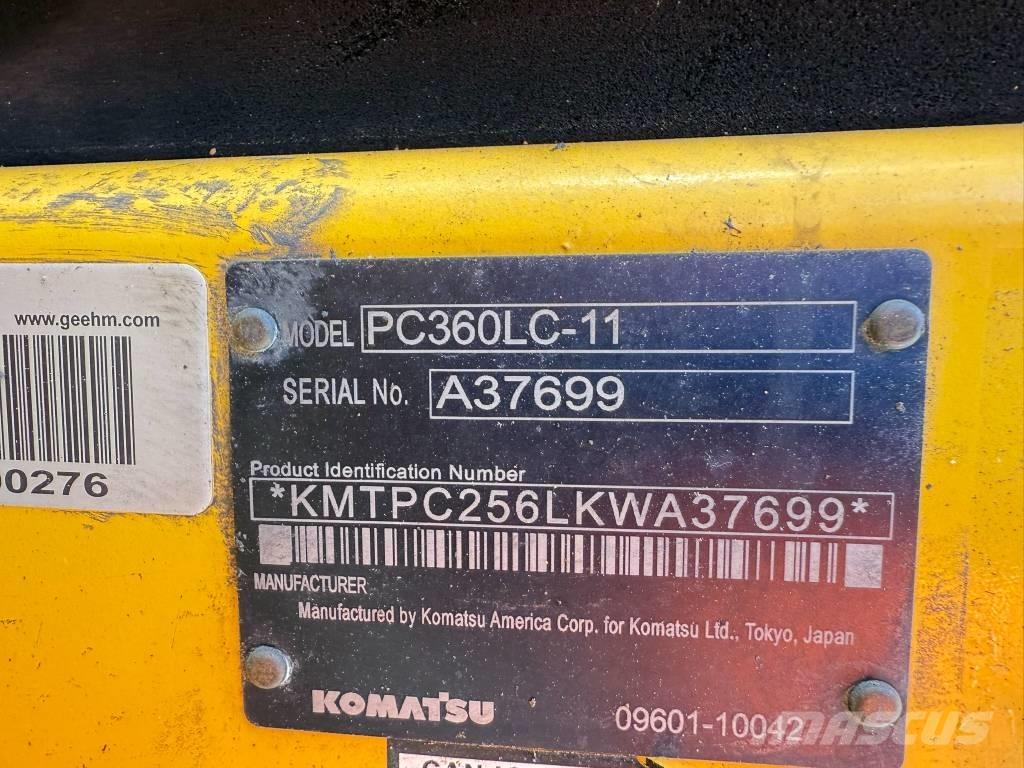 www.geehm.com
00276
MODEL PC360LC-11
SERIAL No. A37699
Product Identification Number
*KMTPC256LKWA37699*
MANUFACTURER
Manufactured by Komatsu America Corp. for Komatsu Ltd., Tokyo, Japan
KOMATSU
09601-10042
MASCUS